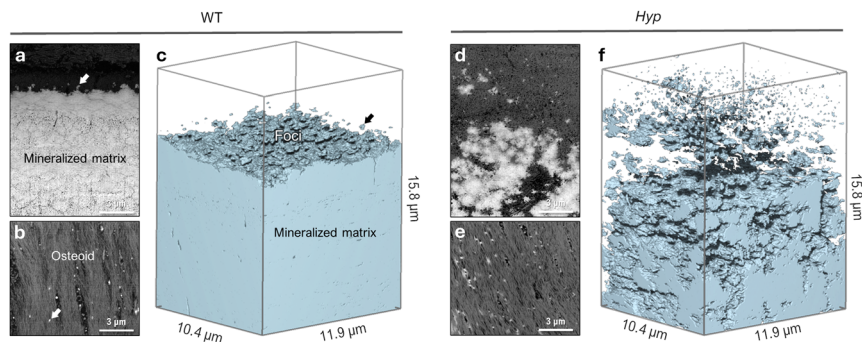 WT
Hyp
a
Mineralized matrix
3 µm
b
Osteoid
3 µm
c
Foci
Mineralized matrix
15.8 µm
10.4 µm
11.9 µm
d
3 µm
e
3 µm
f
15.8 µm
10.4 µm
11.9 µm